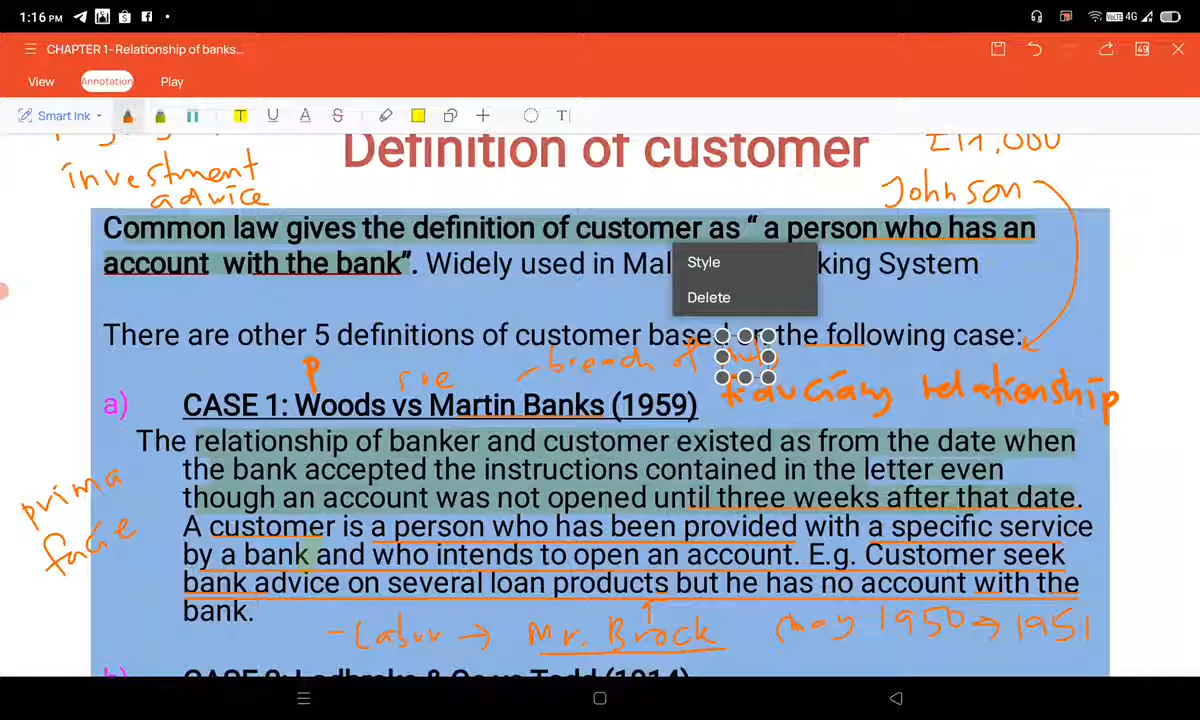 1:16 PM VoLTE 4G
CHAPTER 1- Relationship of banks... 49
View Annotation Play
Smart Ink T U A S T
investment
advice
Definition of customer
Johnson
Common law gives the definition of customer as “ a person who has an
account with the bank”. Widely used in Mal king System
Style
Delete
There are other 5 definitions of customer based on the following case:
P breach of
relationship
a) CASE 1: Woods vs Martin Banks (1959)
The relationship of banker and customer existed as from the date when
the bank accepted the instructions contained in the letter even
though an account was not opened until three weeks after that date.
prima
facie
A customer is a person who has been provided with a specific service
by a bank and who intends to open an account. E.g. Customer seek
bank advice on several loan products but he has no account with the
bank.
→ Mr. Brock may 1950 → 1951